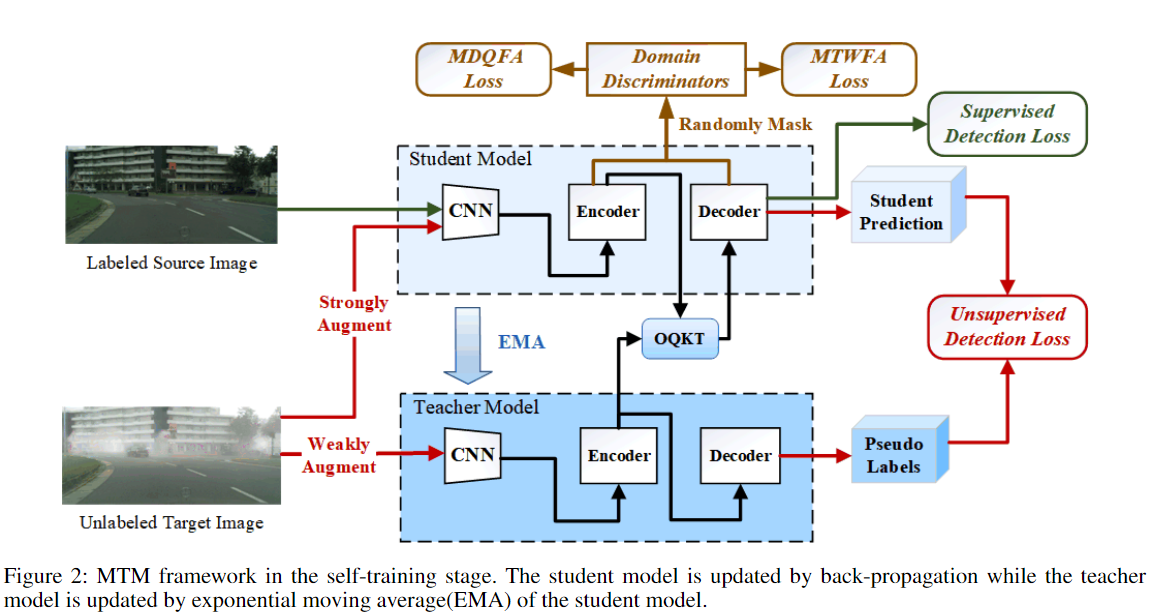 MDQFA
Loss
Domain
Discriminators
MTWFA
Loss
Randomly Mask
Supervised
Detection Loss
Student Model
CNN
Encoder
Decoder
Student
Prediction
Labeled Source Image
Strongly
Augment
EMA
OQKT
Unsupervised
Detection Loss
Teacher Model
Weakly
Augment
CNN
Encoder
Decoder
Pseudo
Labels
Unlabeled Target Image
Figure 2: MTM framework in the self-training stage. The student model is updated by back-propagation while the teacher
model is updated by exponential moving average(EMA) of the student model.